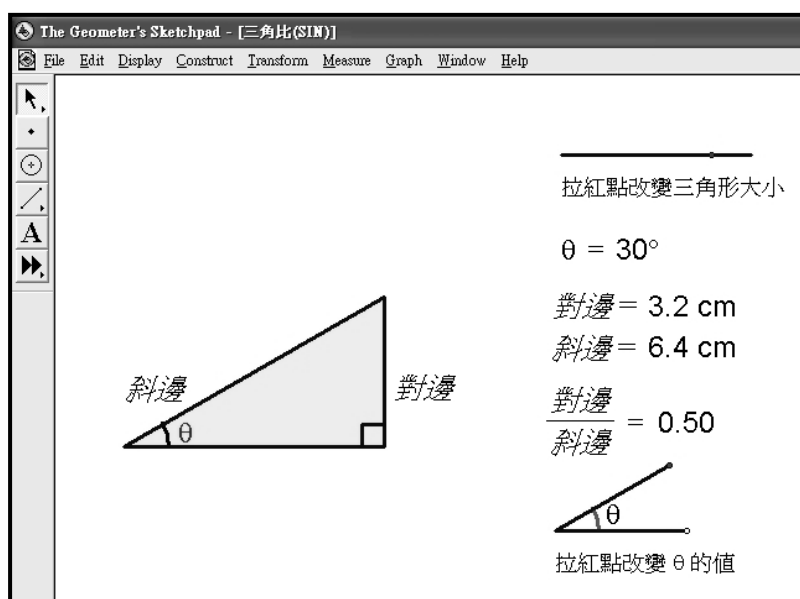 The Geometer's Sketchpad - [三角比(SIN)]
File Edit Display Construct Transform Measure Graph Window Help
A
拉紅點改變三角形大小
θ = 30°
對邊 = 3.2 cm
斜邊 = 6.4 cm
對邊
斜邊 = 0.50
斜邊
對邊
θ
θ
拉紅點改變 θ 的值